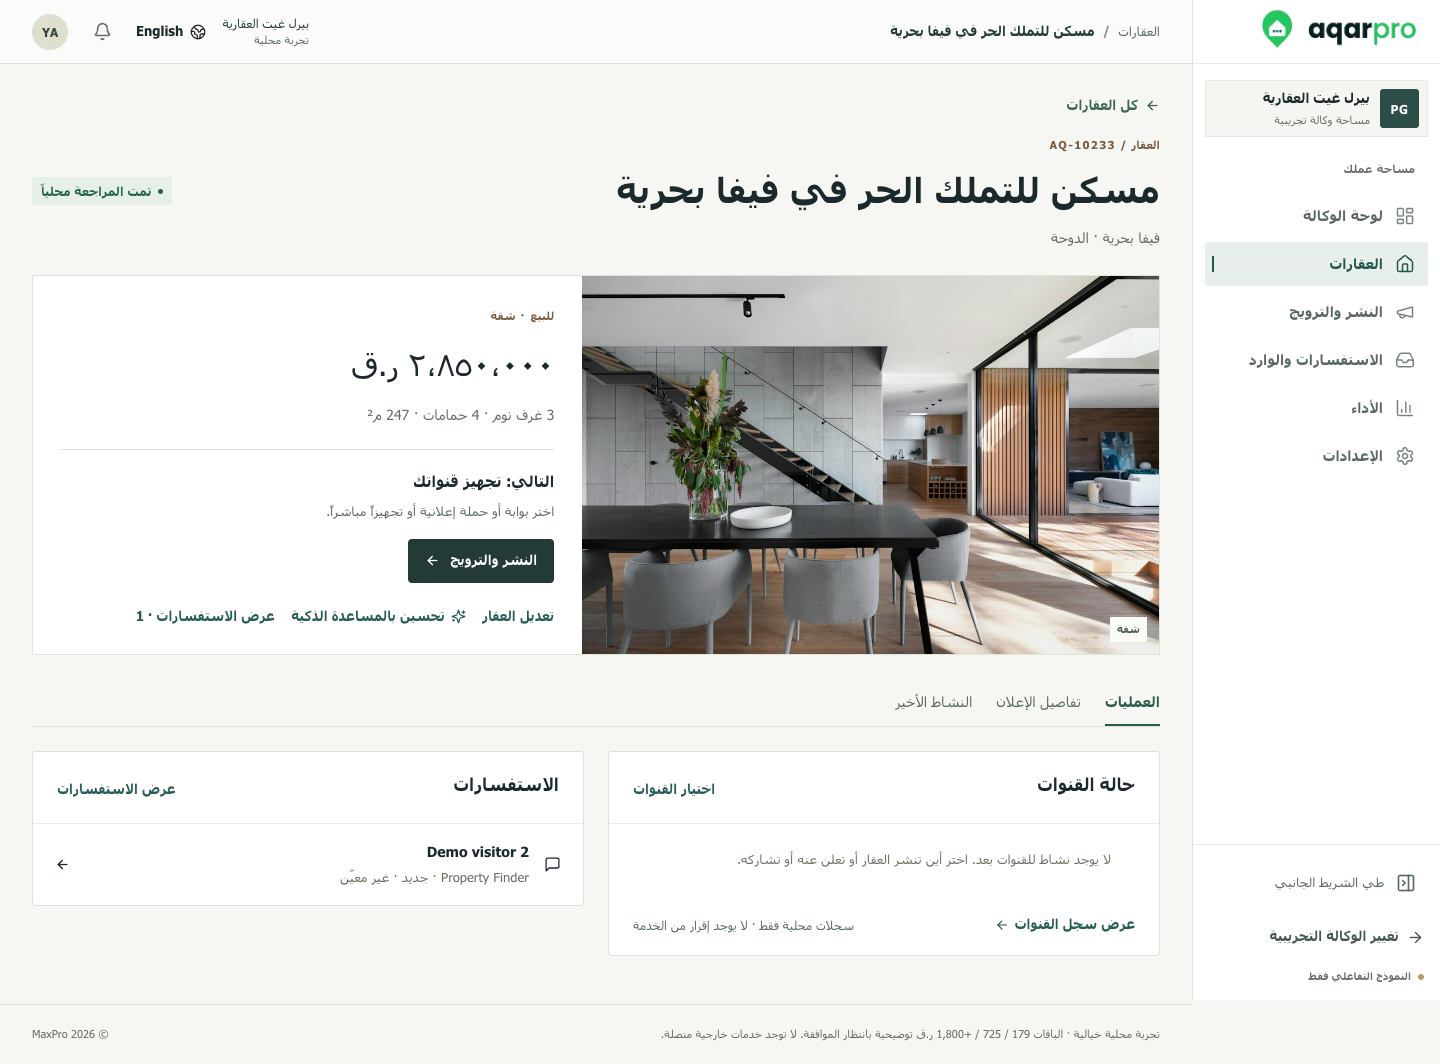 aqarpro
PG
بيرل غيت العقارية
مساحة وكالة تجريبية
مساحة عملك
لوحة الوكالة
العقارات
النشر والترويج
الاستفسارات والوارد
الأداء
الإعدادات
طي الشريط الجانبي
تغيير الوكالة التجريبية
النموذج التفاعلي فقط
العقارات / مسكن للتملك الحر في فيفا بحرية
بيرل غيت العقارية
تجربة محلية
English
YA
كل العقارات
العقار / AQ-10233
مسكن للتملك الحر في فيفا بحرية
تمت المراجعة محلياً
فيفا بحرية · الدوحة
شقة
للبيع · شقة
٢،٨٥٠،٠٠٠ ر.ق
3 غرف نوم · 4 حمامات · 247 م²
التالي: تجهيز قنواتك
اختر بوابة أو حملة إعلانية أو تجهيزاً مباشراً.
النشر والترويج
تعديل العقار
تحسين بالمساعدة الذكية
عرض الاستفسارات · 1
العمليات
تفاصيل الإعلان
النشاط الأخير
حالة القنوات
اختيار القنوات
لا يوجد نشاط للقنوات بعد. اختر أين تنشر العقار أو تعلن عنه أو تشاركه.
عرض سجل القنوات
سجلات محلية فقط · لا يوجد إقرار من الخدمة
الاستفسارات
عرض الاستفسارات
Demo visitor 2
Property Finder · جديد · غير معيّن
تجربة محلية خيالية · الباقات 179 / 725 / +1,800 ر.ق توضيحية بانتظار الموافقة. لا توجد خدمات خارجية متصلة.
© 2026 MaxPro